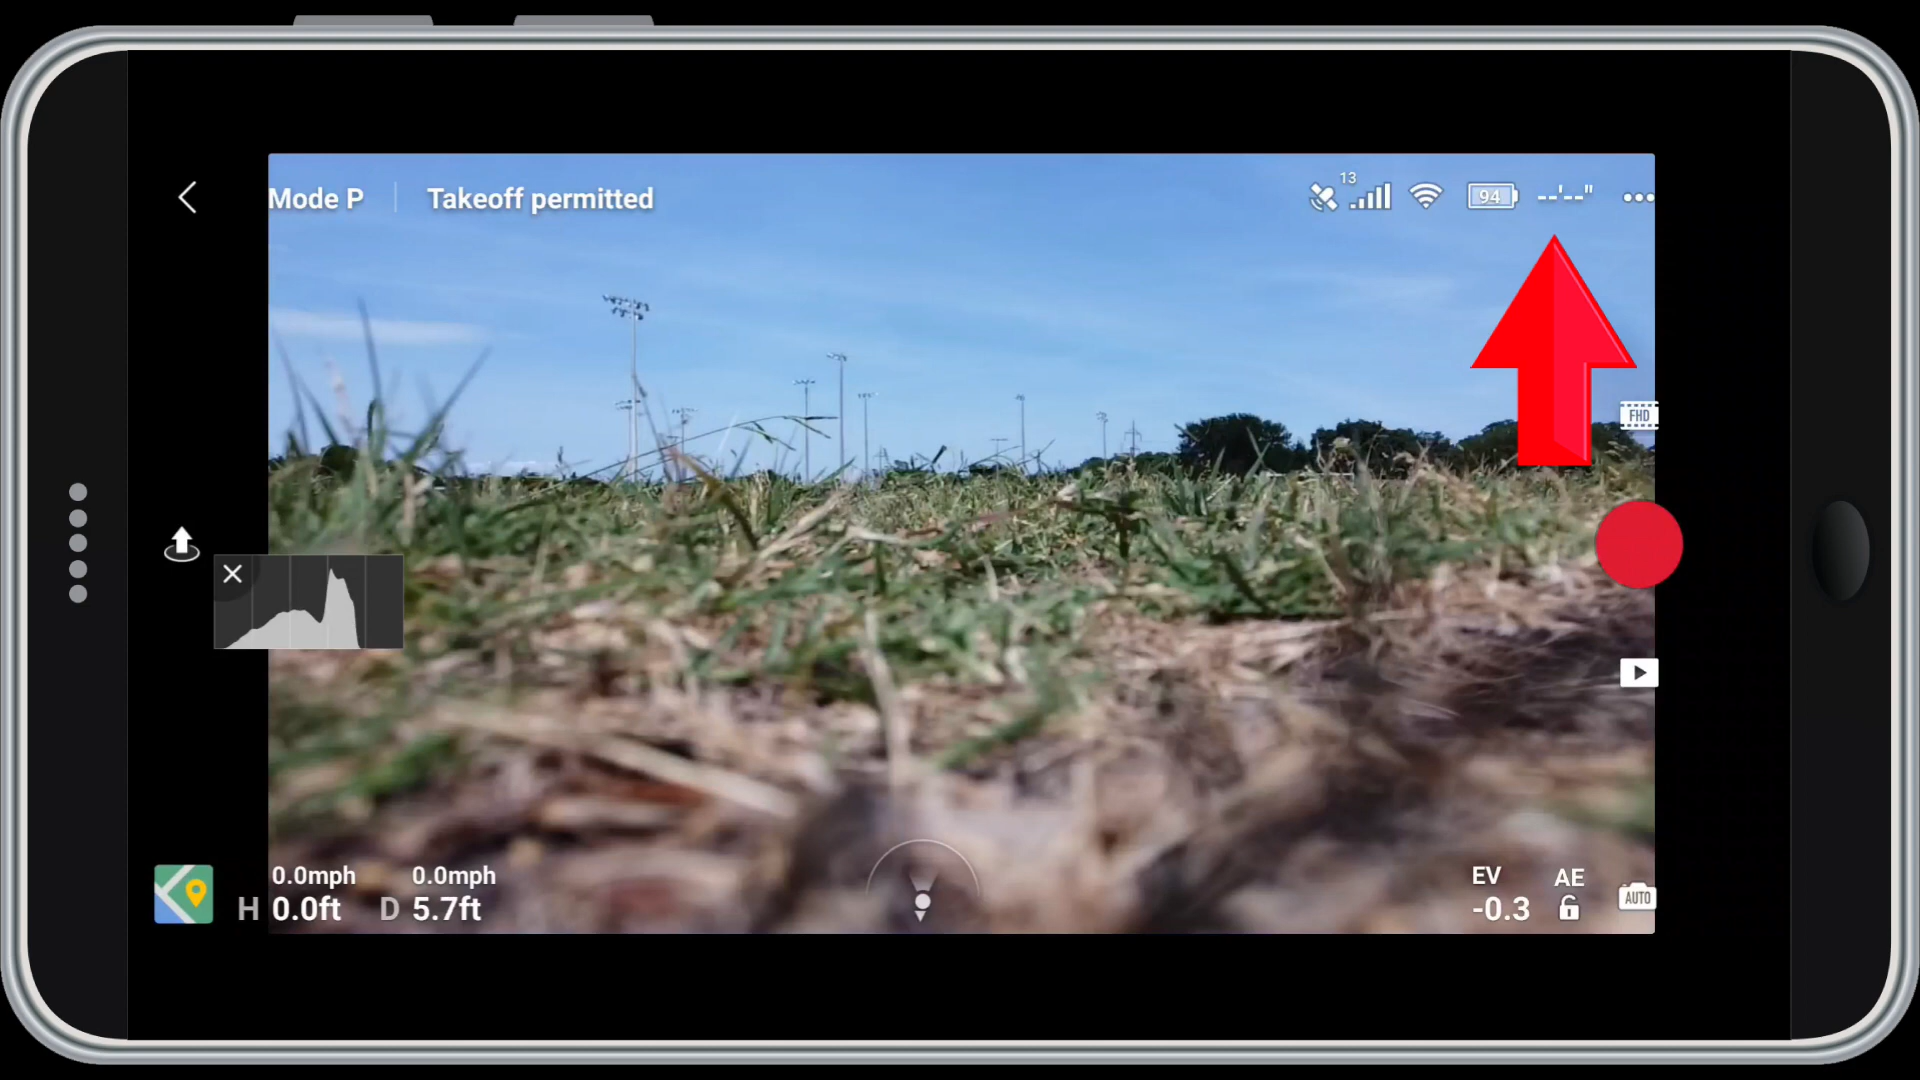 Mode P
Takeoff permitted
13
94
--'--"
FHD
0.0mph
0.0mph
H 0.0ft
D 5.7ft
EV
-0.3
AE
AUTO